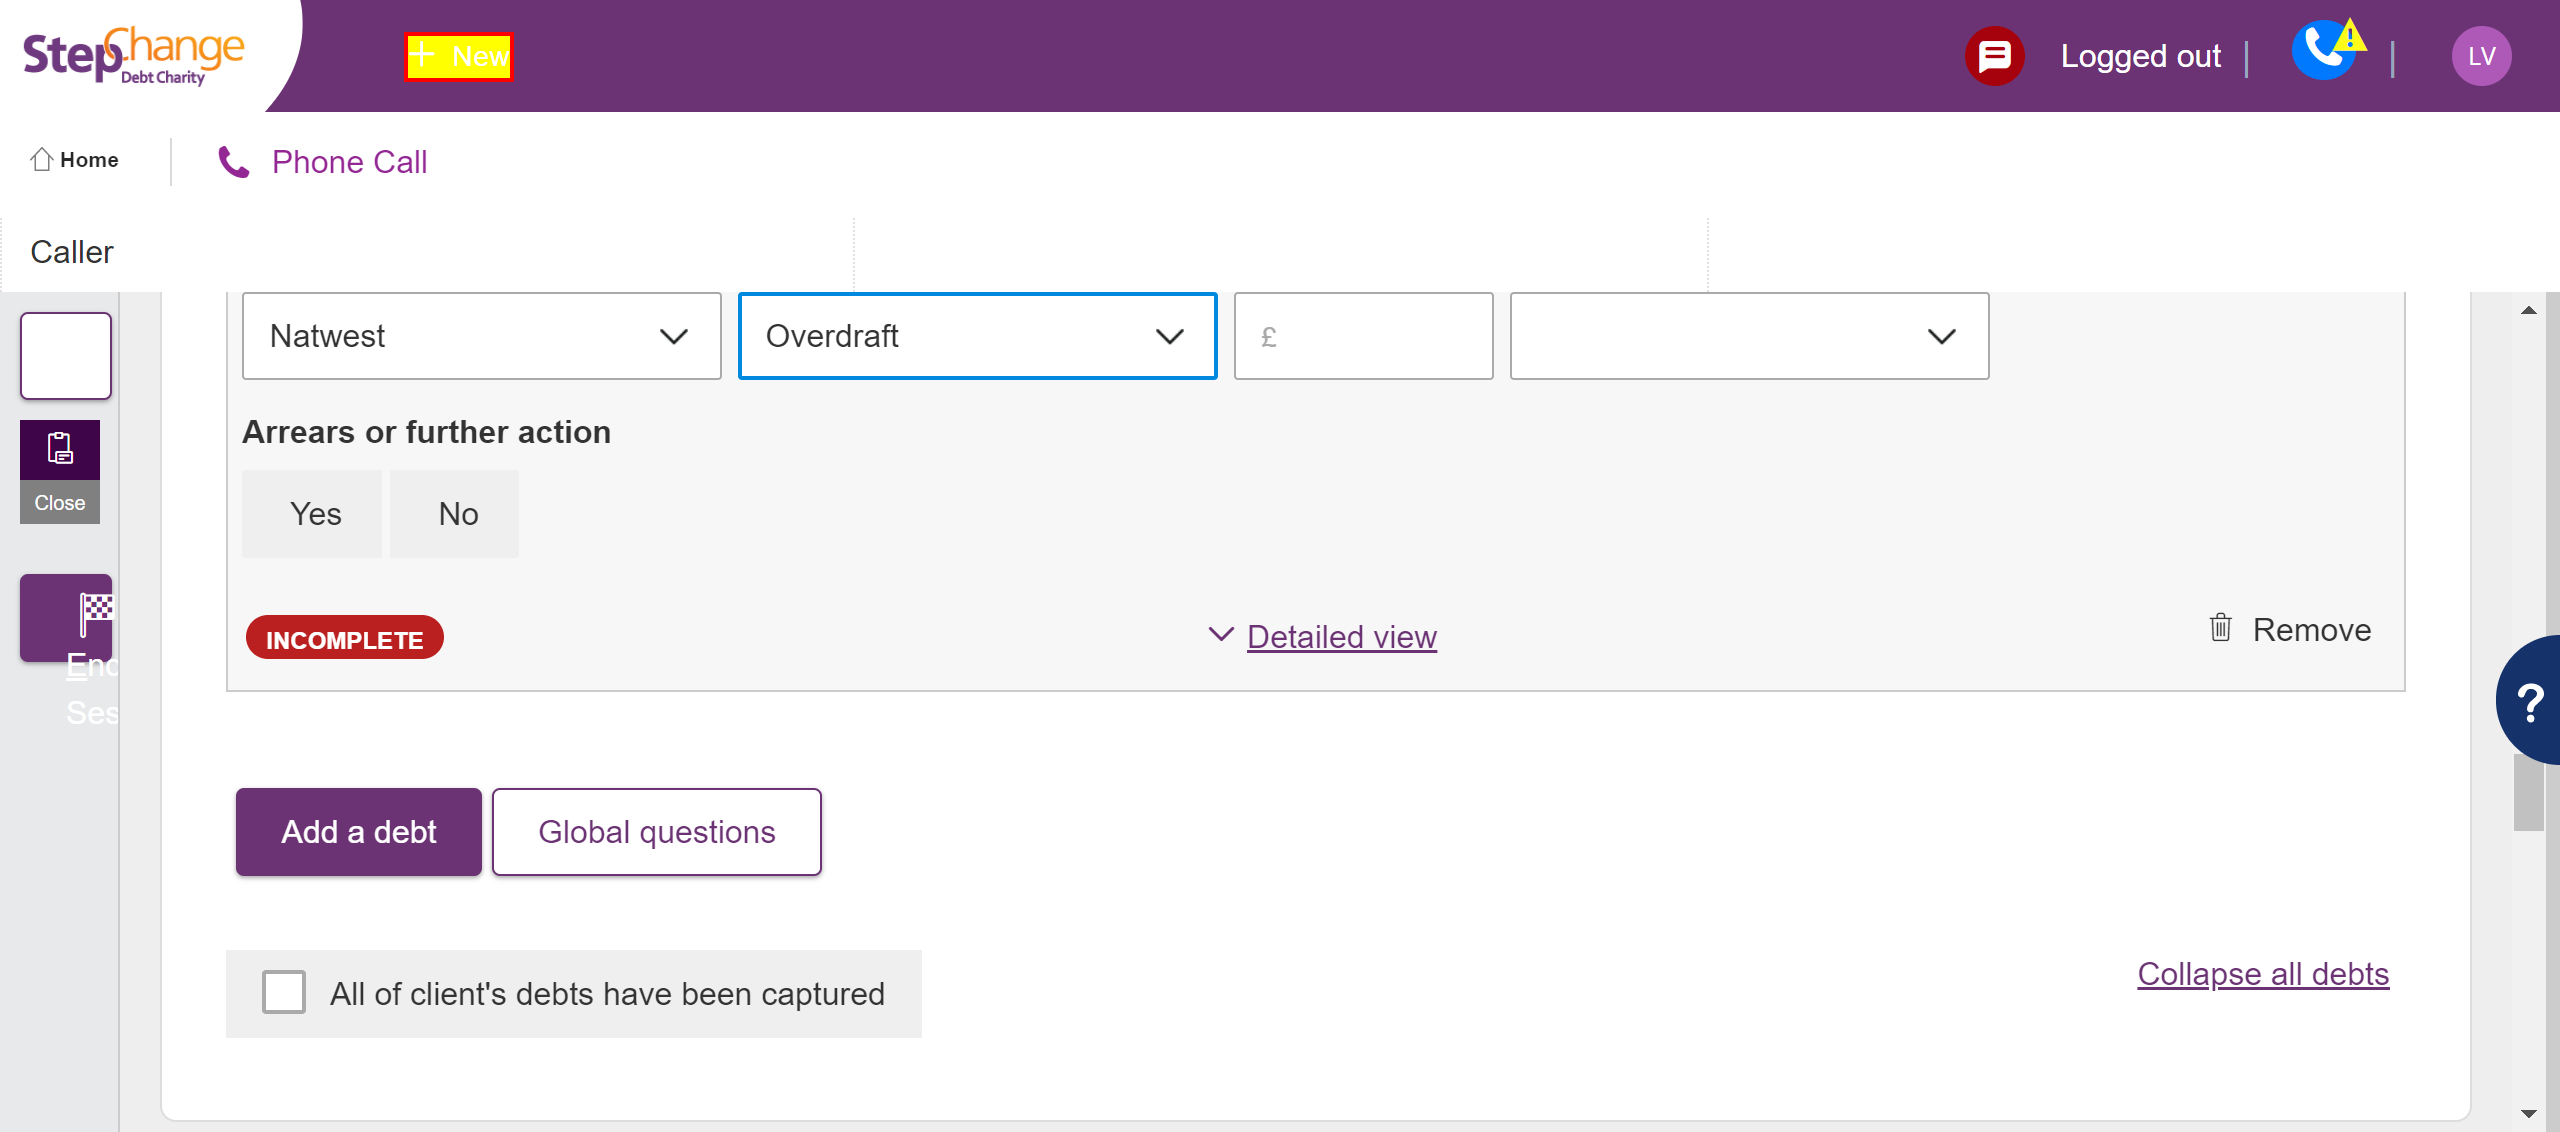 StepChange
Debt Charity
+ New
Logged out
LV
Home
Phone Call
Caller
Natwest
Overdraft
£
Close
Arrears or further action
Yes
No
INCOMPLETE
Detailed view
Remove
?
Add a debt
Global questions
All of client's debts have been captured
Collapse all debts